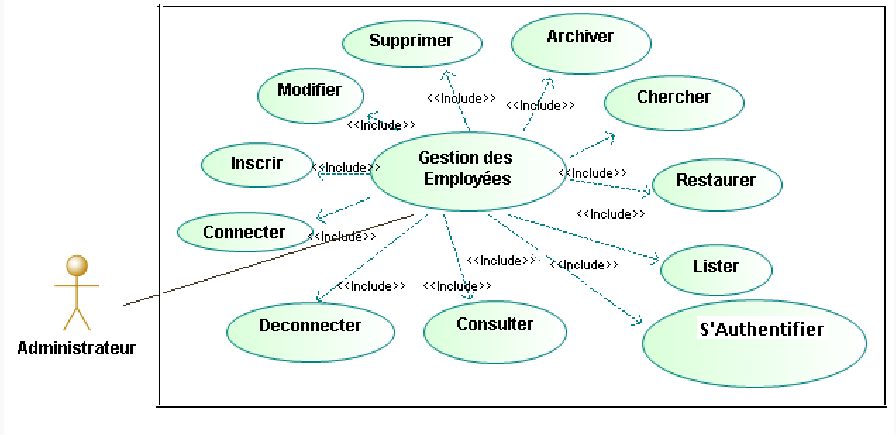 Supprimer
Archiver
Modifier
<<Include>>
<<Include>>
Chercher
<<Include>>
Inscrir
<<Include>>
Gestion des
Employées
<<Include>>
Restaurer
<<Include>>
Connecter
<<Include>>
<<Include>>
<<Include>>
Lister
<<Include>>
<<Include>>
Deconnecter
Consulter
S'Authentifier
Administrateur